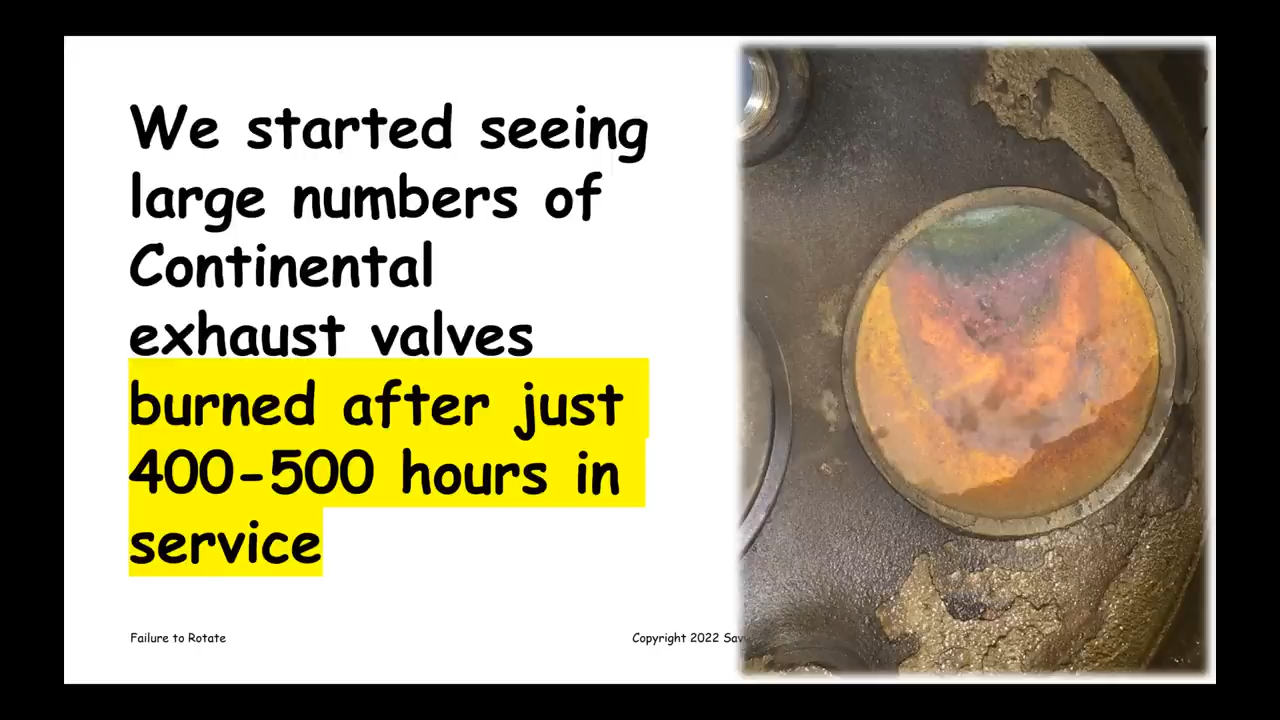 We started seeing
large numbers of
Continental
exhaust valves
burned after just
400-500 hours in
service
Failure to Rotate
Copyright 2022